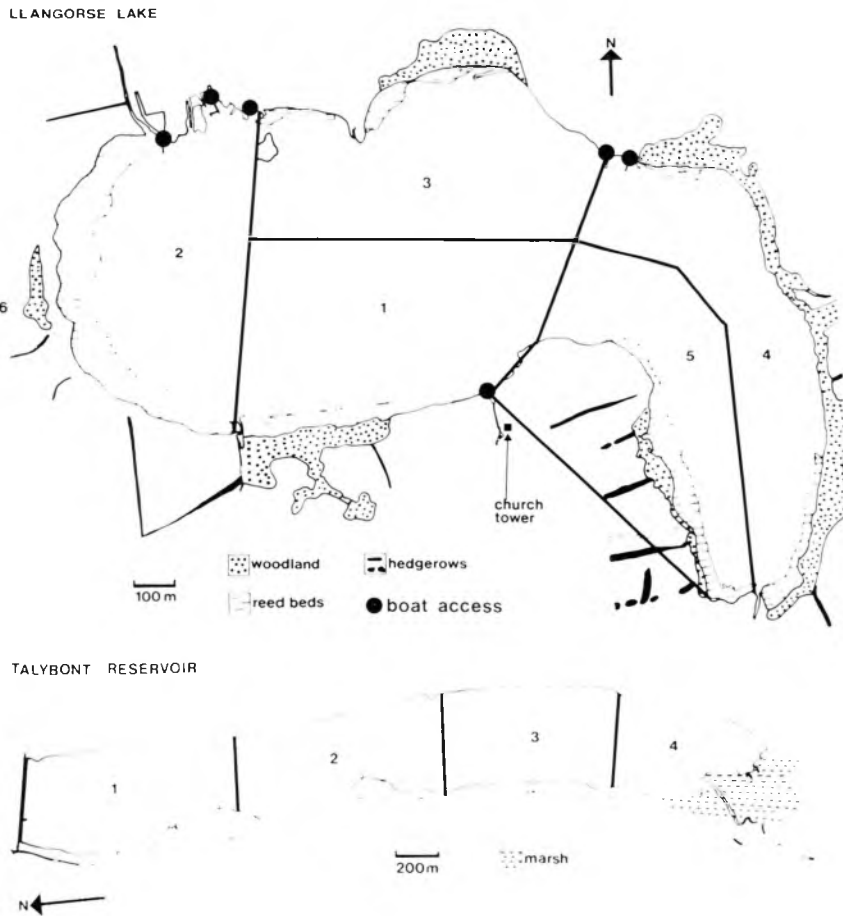 LLANGORSE LAKE
N
3
2
6
1
5
4
church
tower
woodland
hedgerows
100 m
reed beds
boat access
TALYBONT RESERVOIR
1
2
3
4
200m
marsh
N